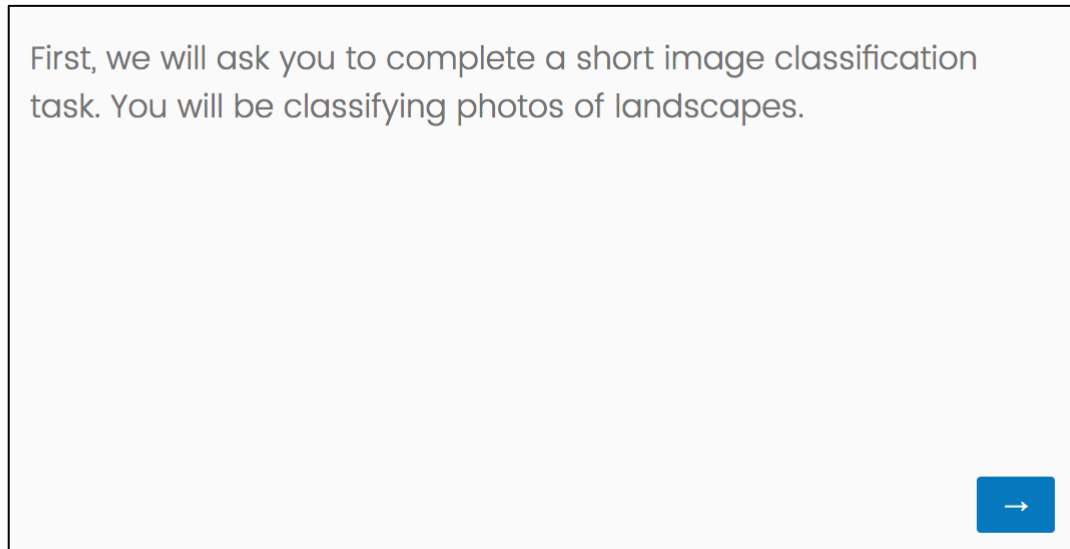 First, we will ask you to complete a short image classification
task. You will be classifying photos of landscapes.
→